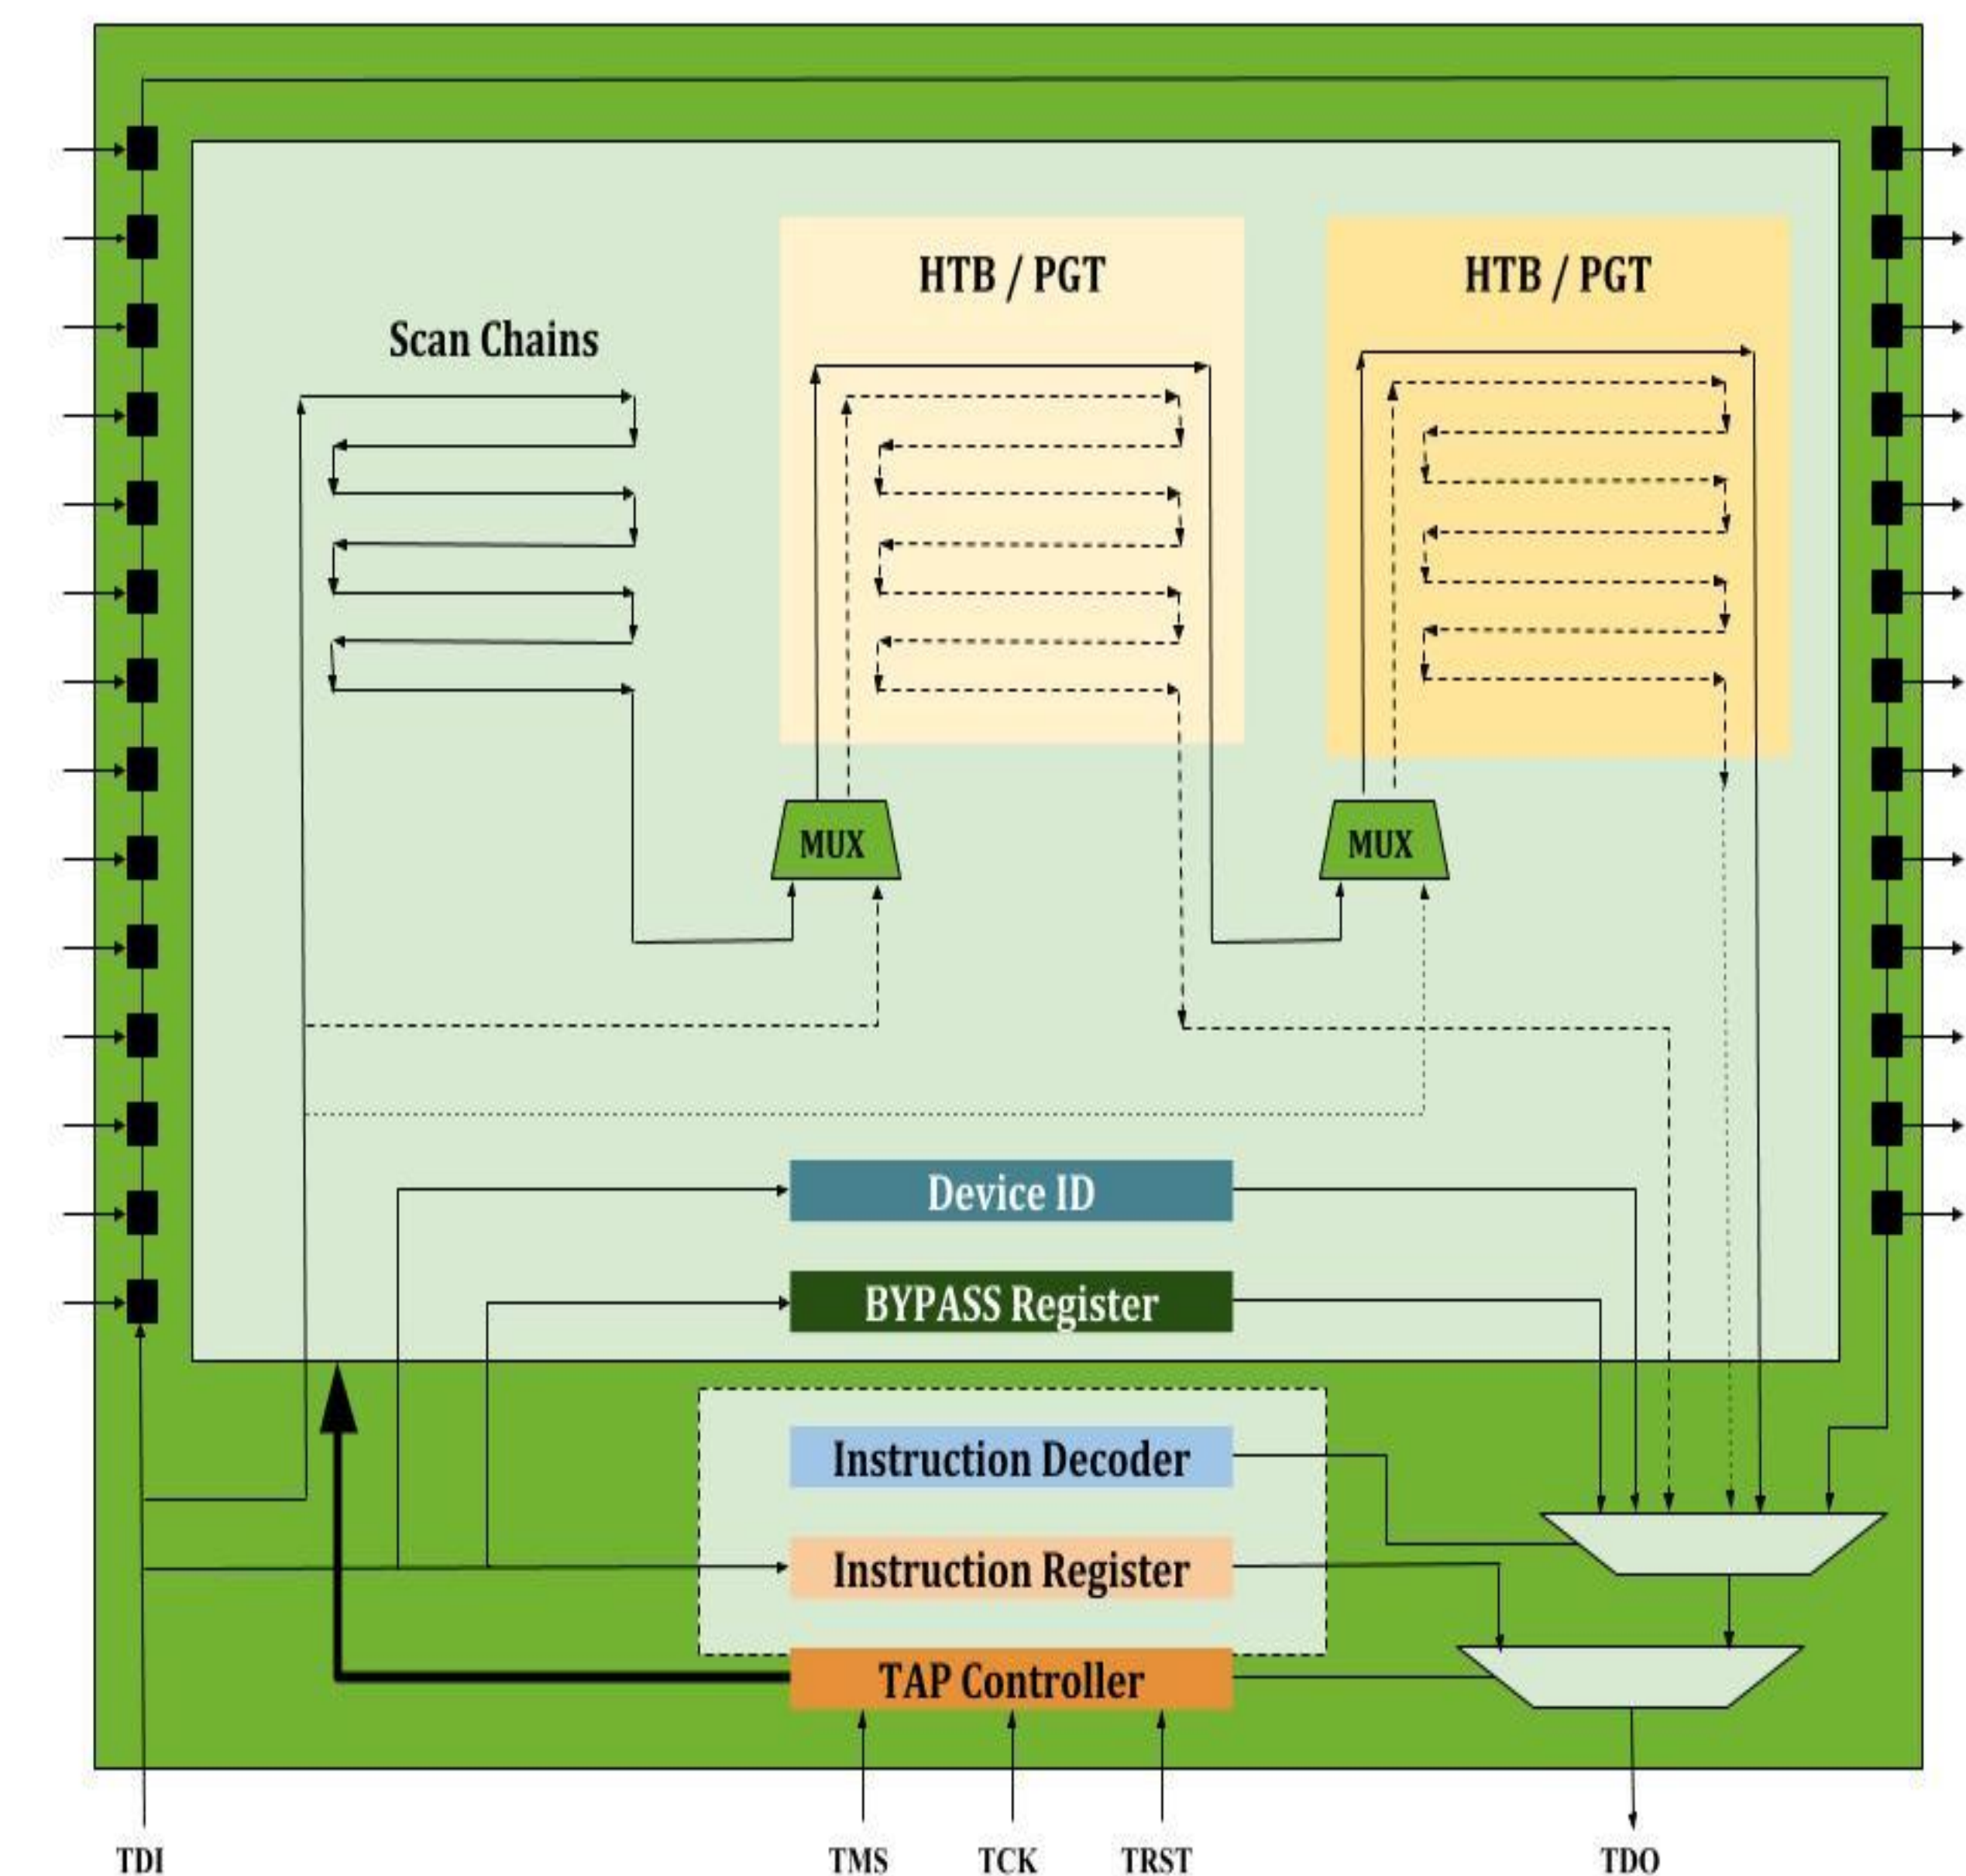 HTB / PGT
HTB / PGT
Scan Chains
MUX
MUX
Device ID
BYPASS Register
Instruction Decoder
Instruction Register
TAP Controller
TDI
TMS
TCK
TRST
TDO